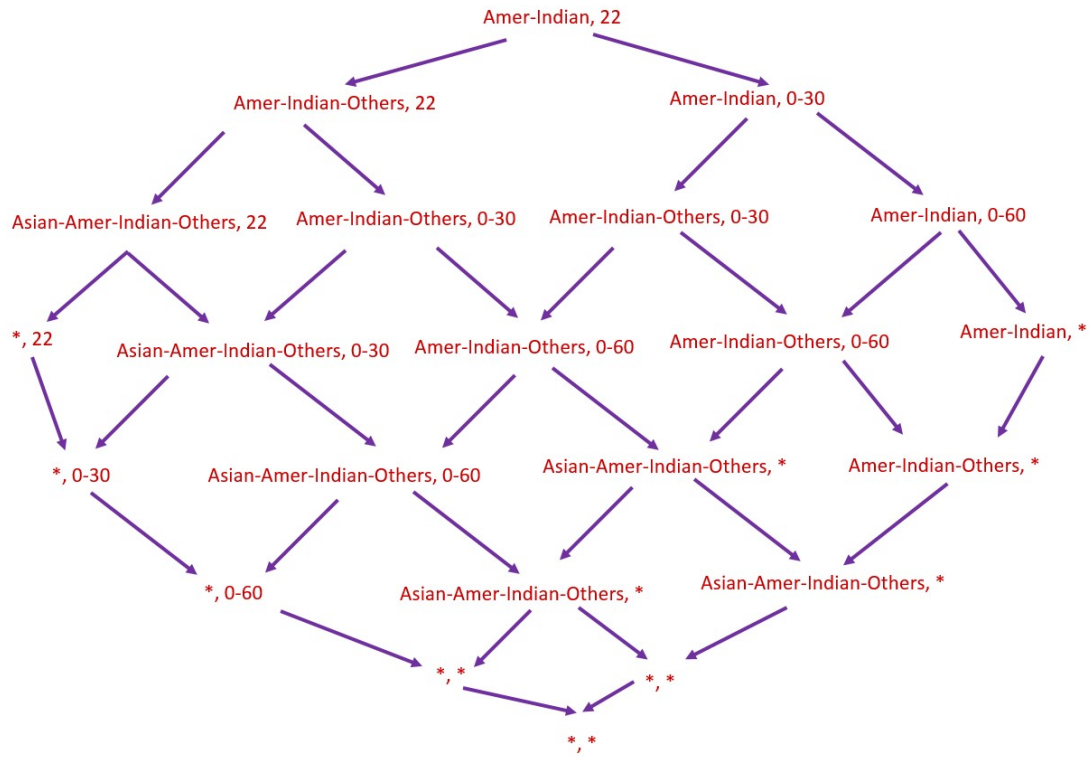 Amer-Indian, 22
Amer-Indian-Others, 22
Amer-Indian, 0-30
Asian-Amer-Indian-Others, 22
Amer-Indian-Others, 0-30
Amer-Indian-Others, 0-30
Amer-Indian, 0-60
*, 22
Asian-Amer-Indian-Others, 0-30
Amer-Indian-Others, 0-60
Amer-Indian-Others, 0-60
Amer-Indian, *
*, 0-30
Asian-Amer-Indian-Others, 0-60
Asian-Amer-Indian-Others, *
Amer-Indian-Others, *
*, 0-60
Asian-Amer-Indian-Others, *
Asian-Amer-Indian-Others, *
*, *
*, *
*, *